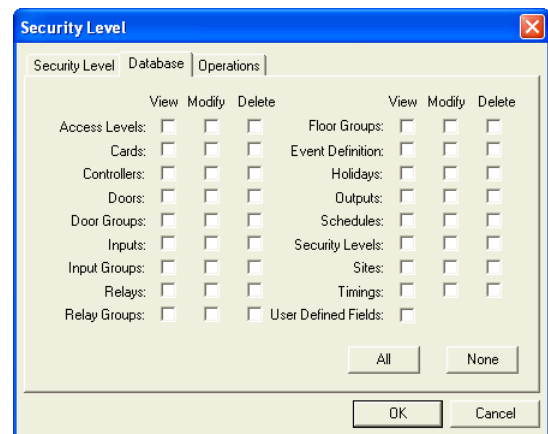 Security Level
Security Level Database Operations
View Modify Delete View Modify Delete
Access Levels: Floor Groups:
Cards: Event Definition:
Controllers: Holidays:
Doors: Outputs:
Door Groups: Schedules:
Inputs: Security Levels:
Input Groups: Sites:
Relays: Timings:
Relay Groups: User Defined Fields:
All None
OK Cancel